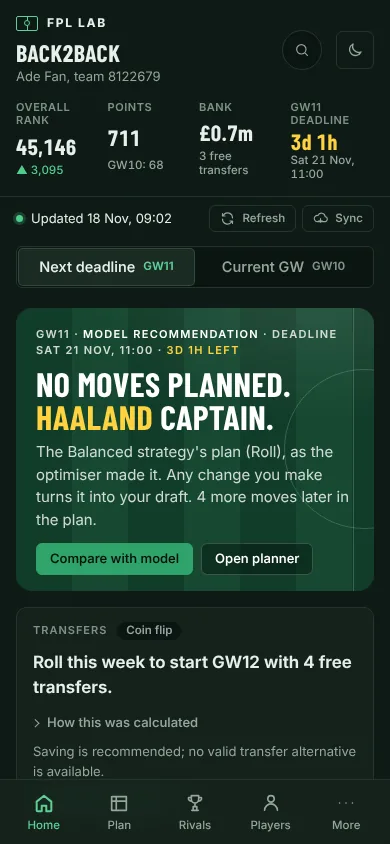 FPL LAB
BACK2BACK
Ade Fan, team 8122679
OVERALL RANK
45,146
▲ 3,095
POINTS
711
GW10: 68
BANK
£0.7m
3 free transfers
GW11 DEADLINE
3d 1h
Sat 21 Nov, 11:00
Updated 18 Nov, 09:02
Refresh
Sync
Next deadline GW11
Current GW GW10
GW11 · MODEL RECOMMENDATION · DEADLINE
SAT 21 NOV, 11:00 · 3D 1H LEFT
NO MOVES PLANNED.
HAALAND CAPTAIN.
The Balanced strategy's plan (Roll), as the
optimiser made it. Any change you make
turns it into your draft. 4 more moves later in
the plan.
Compare with model
Open planner
TRANSFERS Coin flip
Roll this week to start GW12 with 4 free
transfers.
How this was calculated
Saving is recommended; no valid transfer alternative
is available.
Home
Plan
Rivals
Players
More